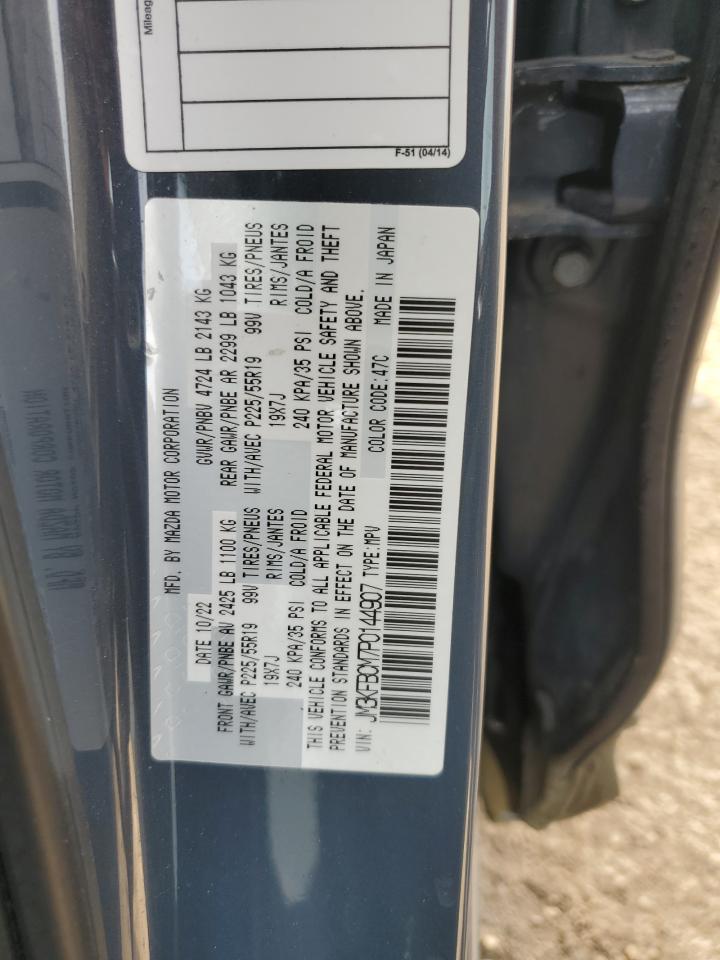 Mileag
F-51 (04/14)
MFD. BY MAZDA MOTOR CORPORATION
DATE 10/22 GVWR/PNBV 4724 LB 2143 KG
FRONT GAWR/PNBE AV 2425 LB 1100 KG REAR GAWR/PNBE AR 2299 LB 1043 KG
WITH/AVEC P225/55R19 99V TIRES/PNEUS WITH/AVEC P225/55R19 99V TIRES/PNEUS
19X7J RIMS/JANTES 19X7J RIMS/JANTES
240 KPA/35 PSI COLD/A FROID 240 KPA/35 PSI COLD/A FROID
THIS VEHICLE CONFORMS TO ALL APPLICABLE FEDERAL MOTOR VEHICLE SAFETY AND THEFT
PREVENTION STANDARDS IN EFFECT ON THE DATE OF MANUFACTURE SHOWN ABOVE.
VIN: JM3KFBCM7P0144907 TYPE:MPV COLOR CODE:47C MADE IN JAPAN